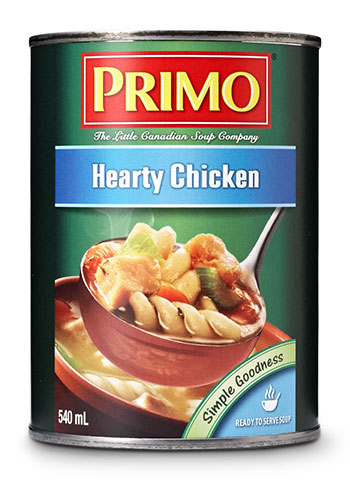 PRIMO®
The Little Canadian Soup Company
Hearty Chicken
Simple Goodness
540 mL
READY TO SERVE SOUP